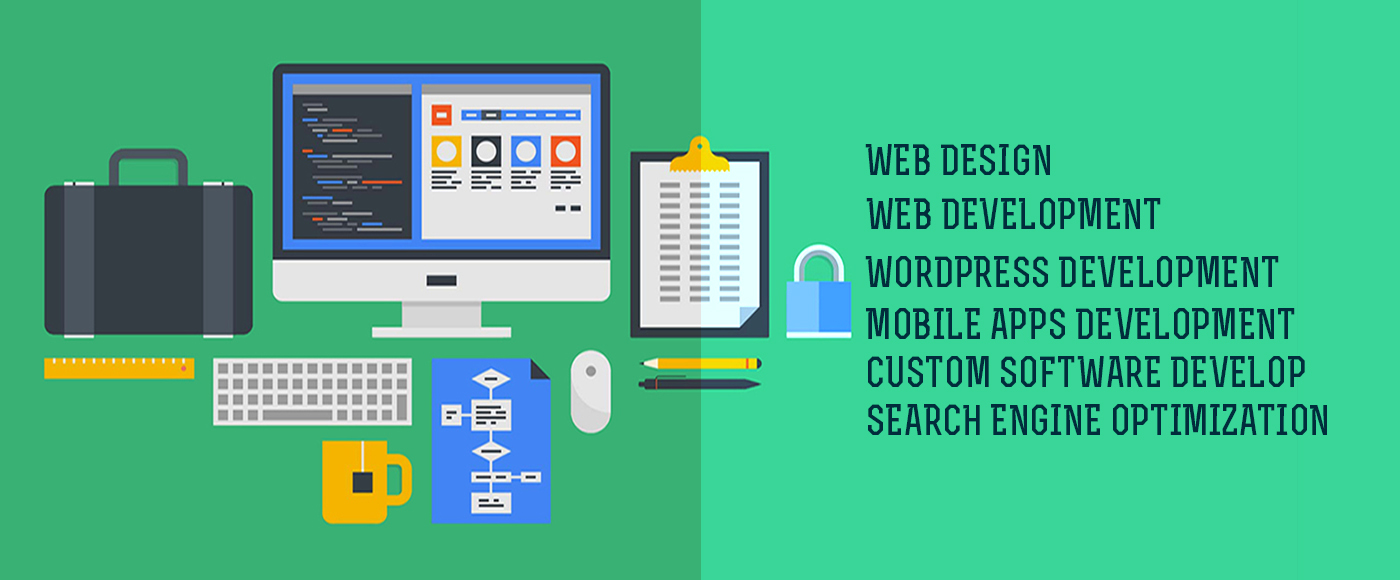 WEB DESIGN
WEB DEVELOPMENT
WORDPRESS DEVELOPMENT
MOBILE APPS DEVELOPMENT
CUSTOM SOFTWARE DEVELOP
SEARCH ENGINE OPTIMIZATION